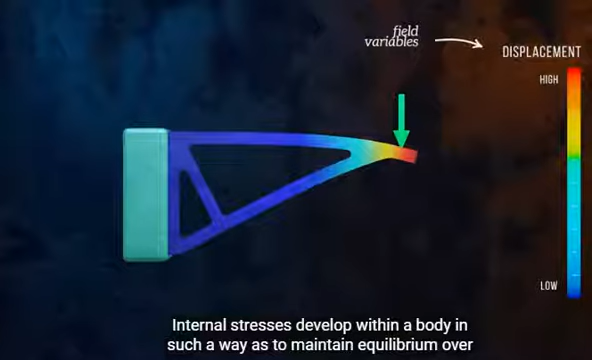 field
variables
DISPLACEMENT
HIGH
LOW
Internal stresses develop within a body in
such a way as to maintain equilibrium over